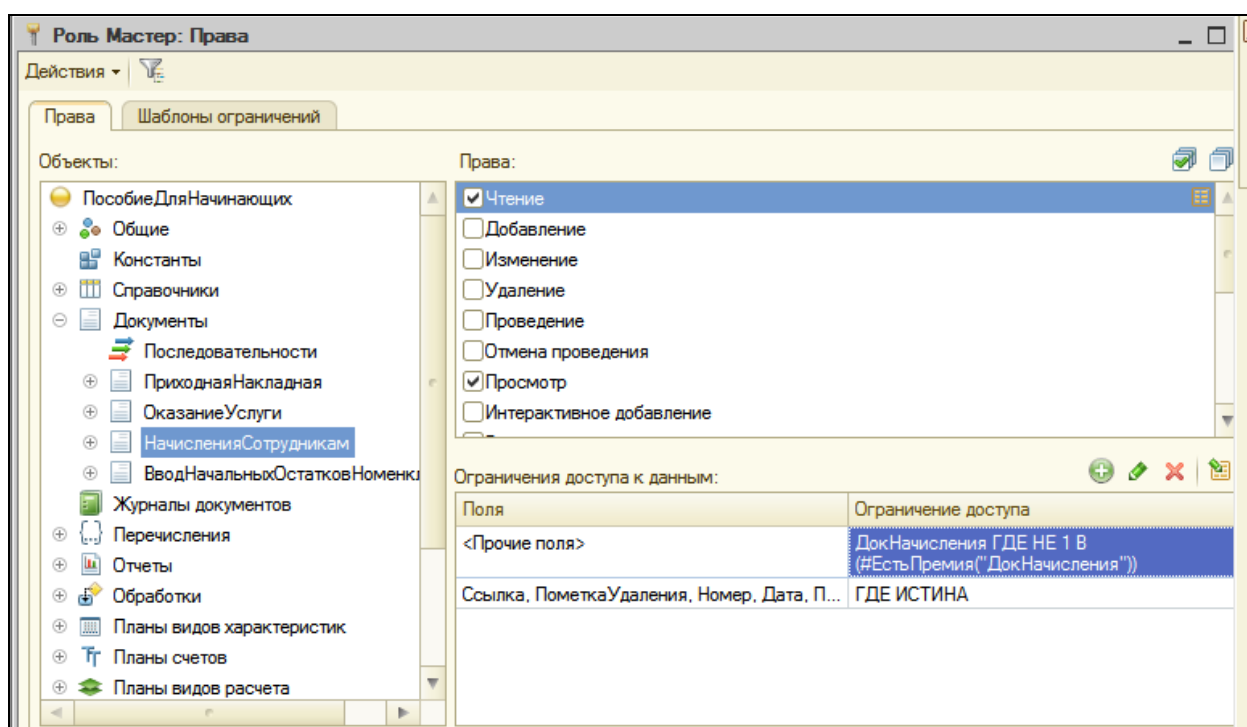 Роль Мастер: Права
Действия
Права
Шаблоны ограничений
Объекты:
Права:
ПособиеДляНачинающих
Общие
Константы
Справочники
Документы
Последовательности
ПриходнаяНакладная
ОказаниеУслуги
НачисленияСотрудникам
ВводНачальныхОстатковНоменкл
Журналы документов
Перечисления
Отчеты
Обработки
Планы видов характеристик
Планы счетов
Планы видов расчета
Чтение
Добавление
Изменение
Удаление
Проведение
Отмена проведения
Просмотр
Интерактивное добавление
Ограничения доступа к данным:
Поля
Ограничение доступа
<Прочие поля>
ДокНачисления ГДЕ НЕ 1 В
(#ЕстьПремия("ДокНачисления"))
Ссылка, ПометкаУдаления, Номер, Дата, П...
ГДЕ ИСТИНА